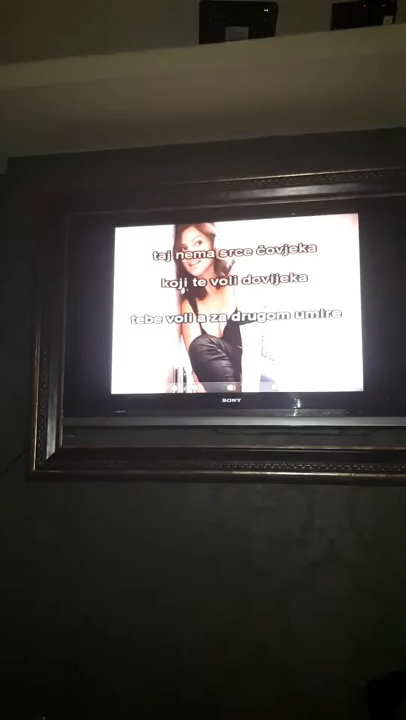 taj nema srce čovjeka
koji te voli dovijeka
tebe voli a za drugom umire
SONY